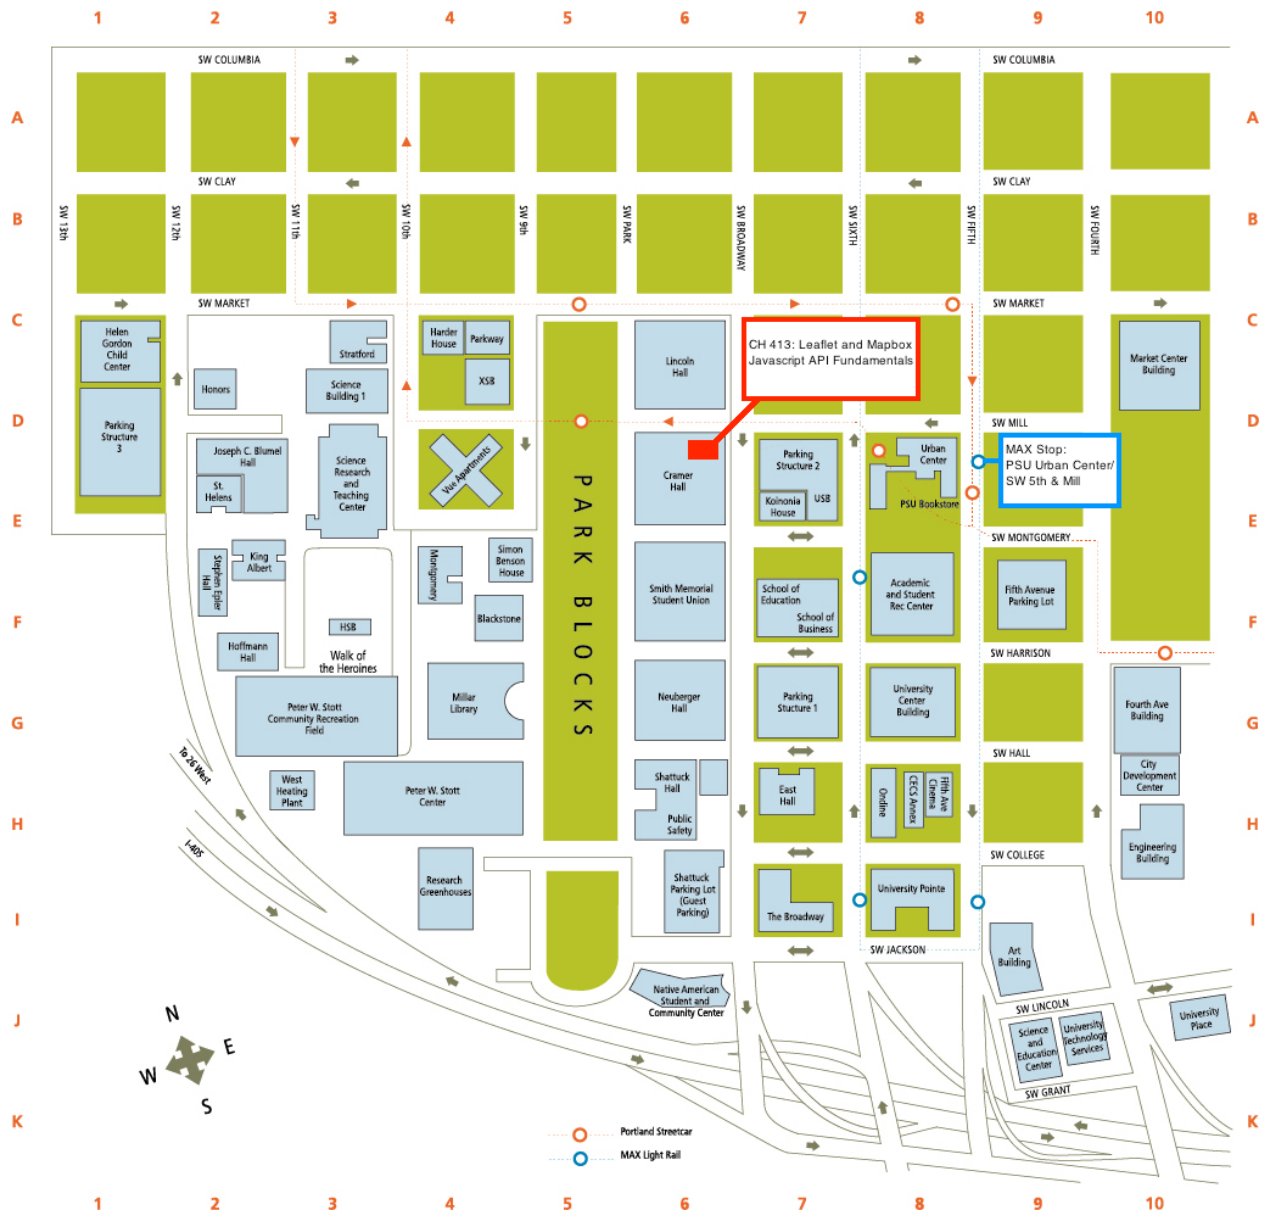 1 2 3 4 5 6 7 8 9 10
SW COLUMBIA
SW COLUMBIA
A
A
SW CLAY
SW CLAY
B
B
SW 13th
SW 12th
SW 11th
SW 10th
SW 9th
SW PARK
SW BROADWAY
SW SIXTH
SW FIFTH
SW FOURTH
SW MARKET
SW MARKET
C
C
Helen
Gordon
Child
Center
Stratford
Harder
House
Parkway
XSB
Lincoln
Hall
CH 413: Leaflet and Mapbox
Javascript API Fundamentals
Market Center
Building
Honors
Science
Building 1
D
D
SW MILL
Parking
Structure
3
Joseph C. Blumel
Hall
St.
Helens
Science
Research
and
Teaching
Center
Vue Apartments
PARK BLOCKS
Cramer
Hall
Parking
Structure 2
Koinonia
House
USB
Urban
Center
PSU Bookstore
MAX Stop:
PSU Urban Center/
SW 5th & Mill
E
E
SW MONTGOMERY
Stephen Epler
Hall
King
Albert
Montgomery
Simon
Benson
House
Blackstone
Smith Memorial
Student Union
School of
Education
School of
Business
Academic
and Student
Rec Center
Fifth Avenue
Parking Lot
F
F
HSB
Hoffmann
Hall
Walk of
the Heroines
SW HARRISON
Peter W. Stott
Community Recreation
Field
Millar
Library
Neuberger
Hall
Parking
Stucture 1
University
Center
Building
Fourth Ave
Building
G
G
To 26 West
SW HALL
West
Heating
Plant
Peter W. Stott
Center
Shattuck
Hall
Public
Safety
East
Hall
Ondine
CECS Annex
Fifth Ave
Cinema
City
Development
Center
H
H
I-405
SW COLLEGE
Engineering
Building
Research
Greenhouses
Shattuck
Parking Lot
(Guest
Parking)
The Broadway
University Pointe
I
I
SW JACKSON
Art
Building
Native American
Student and
Community Center
SW LINCOLN
University
Place
J
J
Science
and
Education
Center
University
Technology
Services
SW GRANT
N
E
W
S
K
K
Portland Streetcar
MAX Light Rail
1 2 3 4 5 6 7 8 9 10